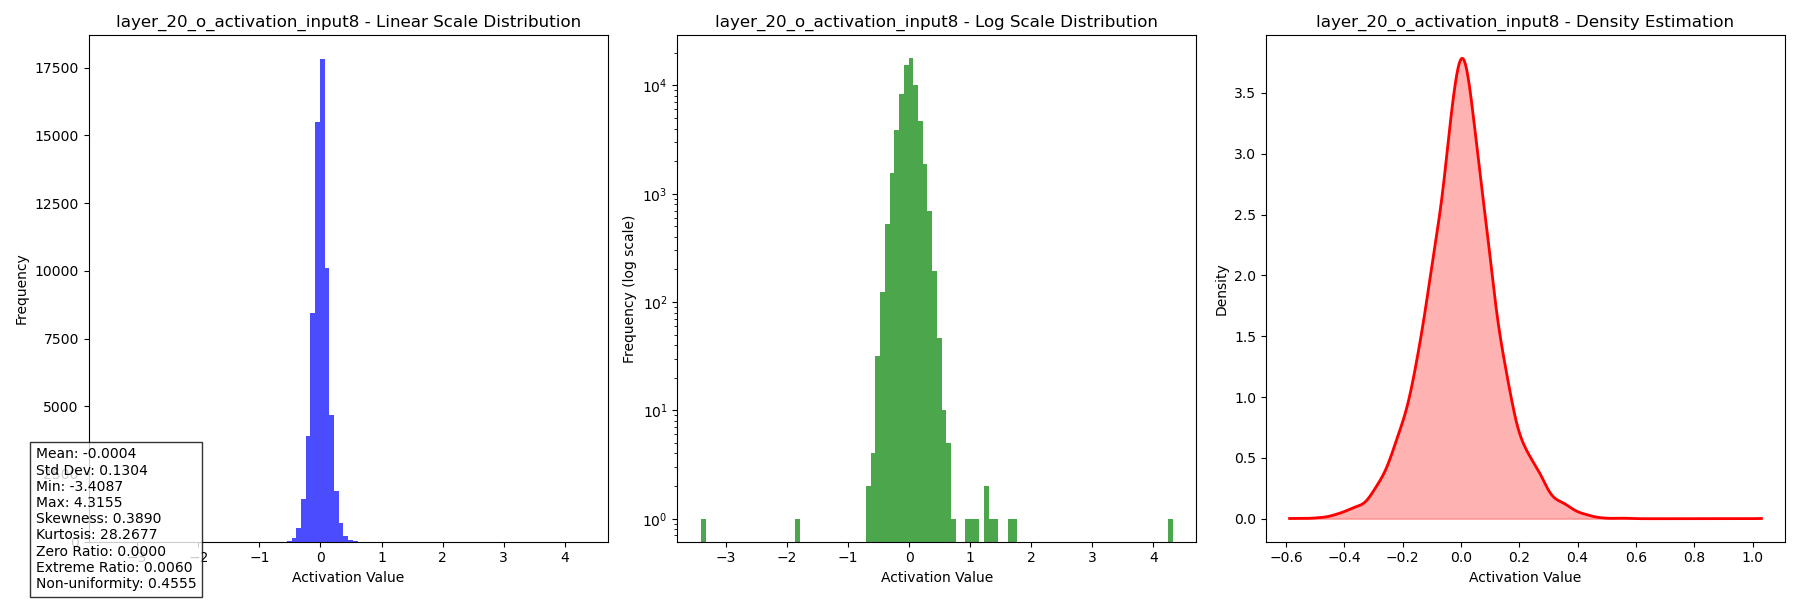 layer_20_o_activation_input8 - Linear Scale Distribution
17500
15000
12500
10000
7500
5000
2500
0
Frequency
−2
−1
0
1
2
3
4
Activation Value
Mean: -0.0004
Std Dev: 0.1304
Min: -3.4087
Max: 4.3155
Skewness: 0.3890
Kurtosis: 28.2677
Zero Ratio: 0.0000
Extreme Ratio: 0.0060
Non-uniformity: 0.4555
layer_20_o_activation_input8 - Log Scale Distribution
10⁴
10³
10²
10¹
10⁰
Frequency (log scale)
−3
−2
−1
0
1
2
3
4
Activation Value
layer_20_o_activation_input8 - Density Estimation
3.5
3.0
2.5
2.0
1.5
1.0
0.5
0.0
Density
−0.6
−0.4
−0.2
0.0
0.2
0.4
0.6
0.8
1.0
Activation Value